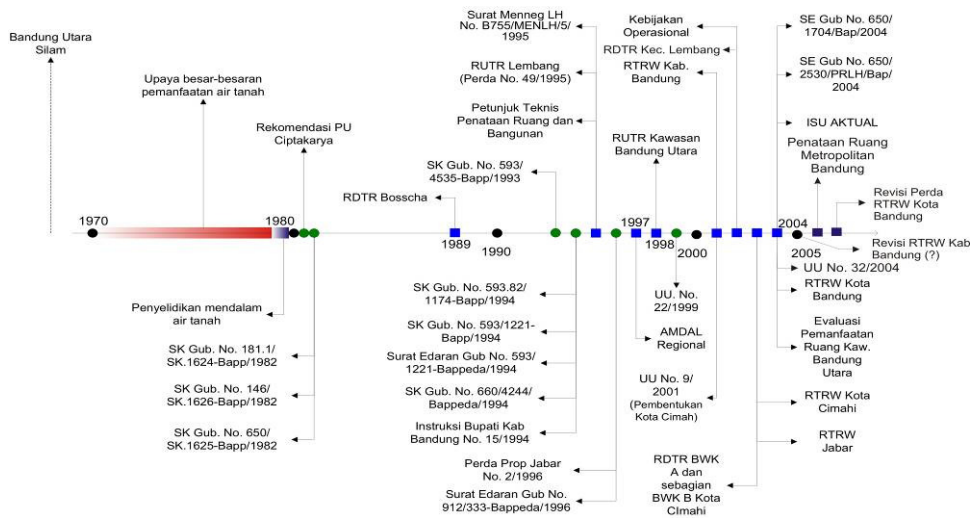 Bandung Utara
Silam
Upaya besar-besaran
pemanfaatan air tanah
Rekomendasi PU
Ciptakarya
Surat Menneg LH
No. B755/MENLH/5/
1995
RUTR Lembang
(Perda No. 49/1995)
Petunjuk Teknis
Penataan Ruang dan
Bangunan
SK Gub. No. 593/
4535-Bapp/1993
RDTR Bosscha
Kebijakan
Operasional
RDTR Kec. Lembang
RTRW Kab.
Bandung
RUTR Kawasan
Bandung Utara
SE Gub No. 650/
1704/Bap/2004
SE Gub No. 650/
2530/PRLH/Bap/
2004
ISU AKTUAL
Penataan Ruang
Metropolitan
Bandung
Revisi Perda
RTRW Kota
Bandung
1970
1980
1989
1990
1997
1998
2000
2004
2005
Revisi RTRW Kab
Bandung (?)
UU No. 32/2004
RTRW Kota
Bandung
Evaluasi
Pemanfaatan
Ruang Kaw.
Bandung
Utara
RTRW Kota
Cimahi
RTRW
Jabar
Penyelidikan mendalam
air tanah
SK Gub. No. 181.1/
SK.1624-Bapp/1982
SK Gub. No. 146/
SK.1626-Bapp/1982
SK Gub. No. 650/
SK.1625-Bapp/1982
SK Gub. No. 593.82/
1174-Bapp/1994
SK Gub. No. 593/1221-
Bapp/1994
Surat Edaran Gub No. 593/
1221-Bappeda/1994
SK Gub. No. 660/4244/
Bappeda/1994
Instruksi Bupati Kab
Bandung No. 15/1994
Perda Prop Jabar
No. 2/1996
Surat Edaran Gub No.
912/333-Bappeda/1996
UU. No.
22/1999
AMDAL
Regional
UU No. 9/
2001
(Pembentukan
Kota Cimah)
RDTR BWK
A dan
sebagian
BWK B Kota
CImahi